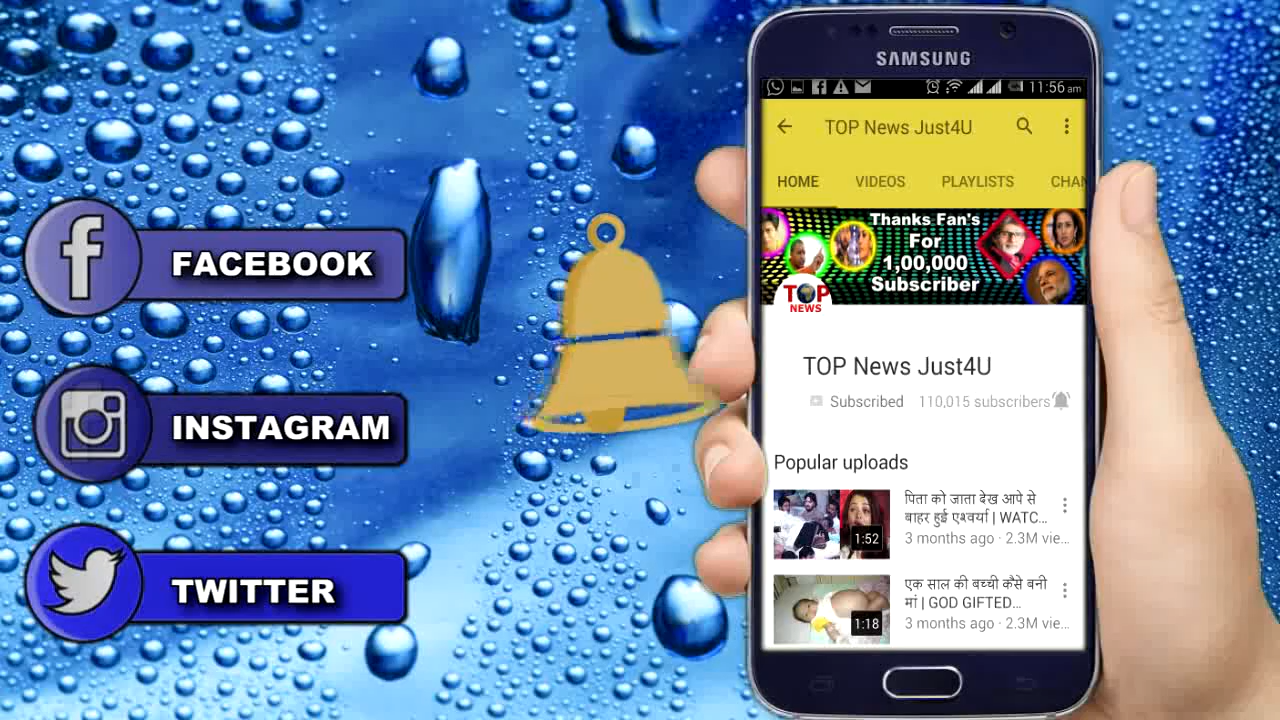 FACEBOOK
INSTAGRAM
TWITTER
SAMSUNG
11:56 am
TOP News Just4U
HOME VIDEOS PLAYLISTS CHAN
Thanks Fan's
For
1,00,000
Subscriber
TOP
NEWS
TOP News Just4U
Subscribed 110,015 subscribers
Popular uploads
पिता को जाता देख आपे से
बाहर हुई एश्वर्या | WATC...
3 months ago · 2.3M vie...
1:52
एक साल की बच्ची कैसे बनी
मां | GOD GIFTED...
3 months ago · 2.3M vie...
1:18